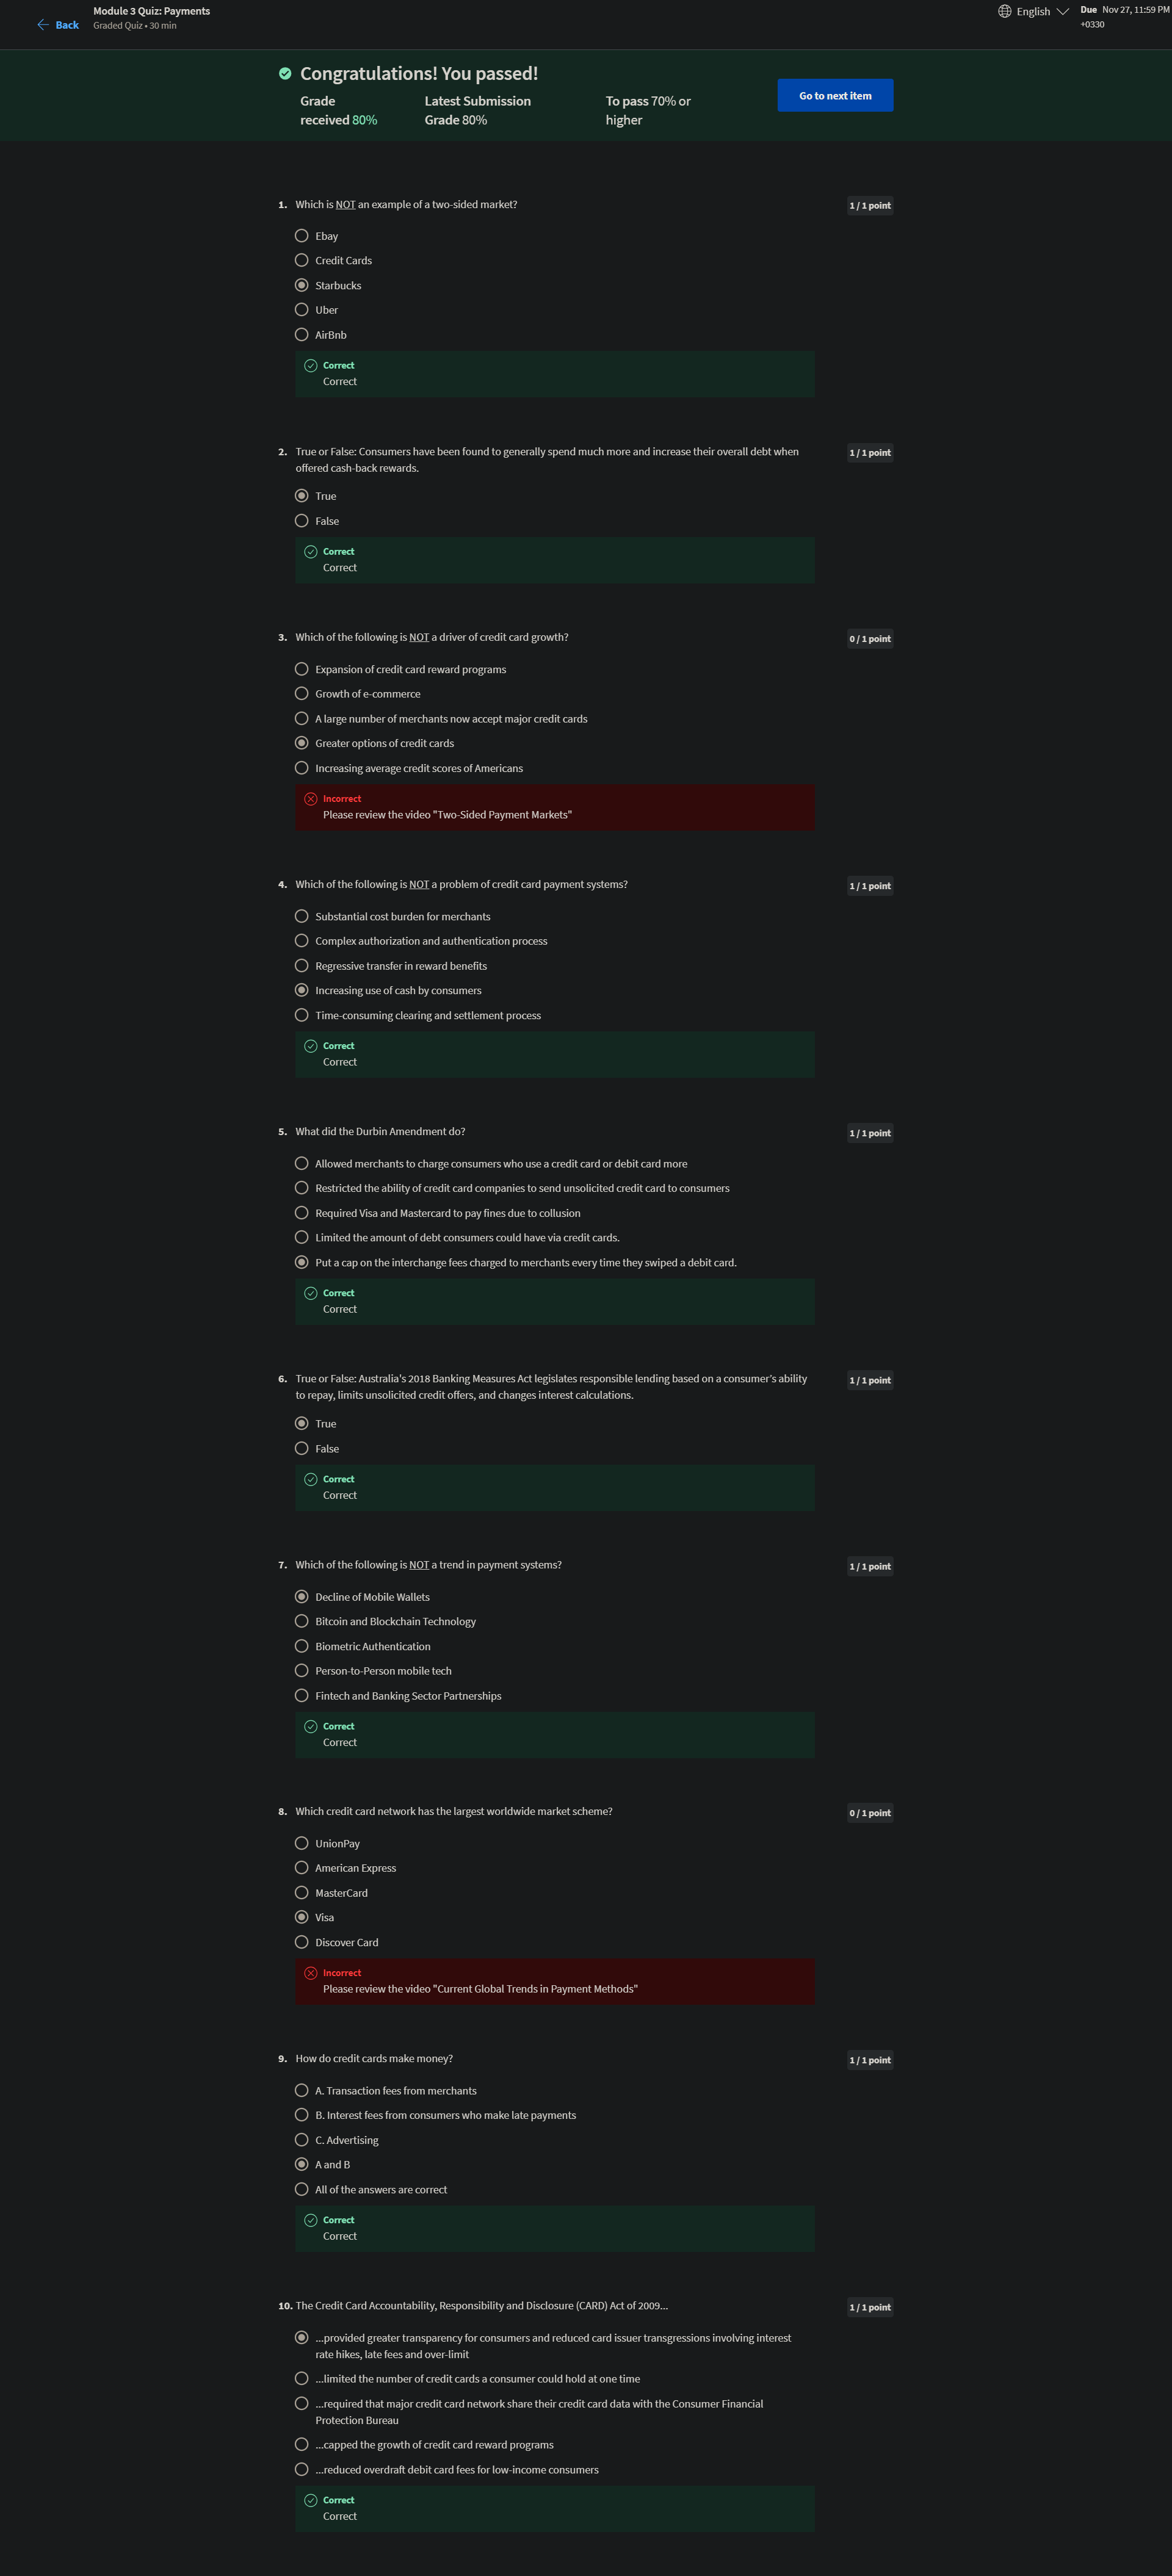 Back
Module 3 Quiz: Payments
Graded Quiz • 30 min
English
Due Nov 27, 11:59 PM
+0330
Congratulations! You passed!
Grade
received 80%
Latest Submission
Grade 80%
To pass 70% or
higher
Go to next item
1. Which is NOT an example of a two-sided market?
1 / 1 point
Ebay
Credit Cards
Starbucks
Uber
AirBnb
Correct
Correct
2. True or False: Consumers have been found to generally spend much more and increase their overall debt when
offered cash-back rewards.
1 / 1 point
True
False
Correct
Correct
3. Which of the following is NOT a driver of credit card growth?
0 / 1 point
Expansion of credit card reward programs
Growth of e-commerce
A large number of merchants now accept major credit cards
Greater options of credit cards
Increasing average credit scores of Americans
Incorrect
Please review the video "Two-Sided Payment Markets"
4. Which of the following is NOT a problem of credit card payment systems?
1 / 1 point
Substantial cost burden for merchants
Complex authorization and authentication process
Regressive transfer in reward benefits
Increasing use of cash by consumers
Time-consuming clearing and settlement process
Correct
Correct
5. What did the Durbin Amendment do?
1 / 1 point
Allowed merchants to charge consumers who use a credit card or debit card more
Restricted the ability of credit card companies to send unsolicited credit card to consumers
Required Visa and Mastercard to pay fines due to collusion
Limited the amount of debt consumers could have via credit cards.
Put a cap on the interchange fees charged to merchants every time they swiped a debit card.
Correct
Correct
6. True or False: Australia's 2018 Banking Measures Act legislates responsible lending based on a consumer’s ability
to repay, limits unsolicited credit offers, and changes interest calculations.
1 / 1 point
True
False
Correct
Correct
7. Which of the following is NOT a trend in payment systems?
1 / 1 point
Decline of Mobile Wallets
Bitcoin and Blockchain Technology
Biometric Authentication
Person-to-Person mobile tech
Fintech and Banking Sector Partnerships
Correct
Correct
8. Which credit card network has the largest worldwide market scheme?
0 / 1 point
UnionPay
American Express
MasterCard
Visa
Discover Card
Incorrect
Please review the video "Current Global Trends in Payment Methods"
9. How do credit cards make money?
1 / 1 point
A. Transaction fees from merchants
B. Interest fees from consumers who make late payments
C. Advertising
A and B
All of the answers are correct
Correct
Correct
10. The Credit Card Accountability, Responsibility and Disclosure (CARD) Act of 2009...
1 / 1 point
...provided greater transparency for consumers and reduced card issuer transgressions involving interest
rate hikes, late fees and over-limit
...limited the number of credit cards a consumer could hold at one time
...required that major credit card network share their credit card data with the Consumer Financial
Protection Bureau
...capped the growth of credit card reward programs
...reduced overdraft debit card fees for low-income consumers
Correct
Correct